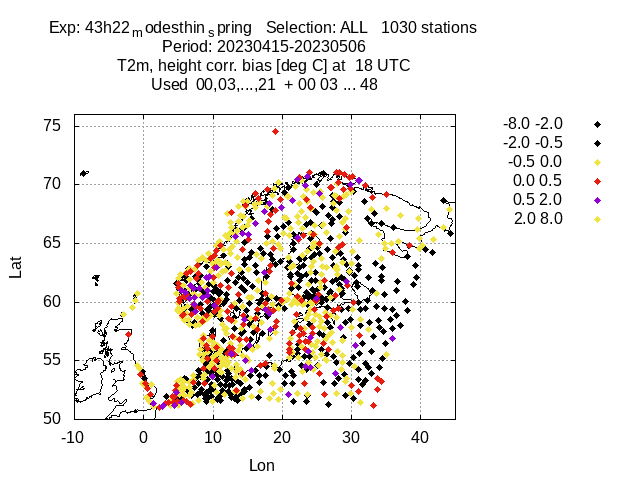 Exp: 43h22modesthinspring   Selection: ALL   1030 stations
Period: 20230415-20230506
T2m, height corr. bias [deg C] at  18 UTC
Used  00,03,...,21  + 00 03 ... 48
-8.0 -2.0
-2.0 -0.5
-0.5 0.0
0.0 0.5
0.5 2.0
2.0 8.0
75
70
65
60
55
50
Lat
-10 0 10 20 30 40
Lon